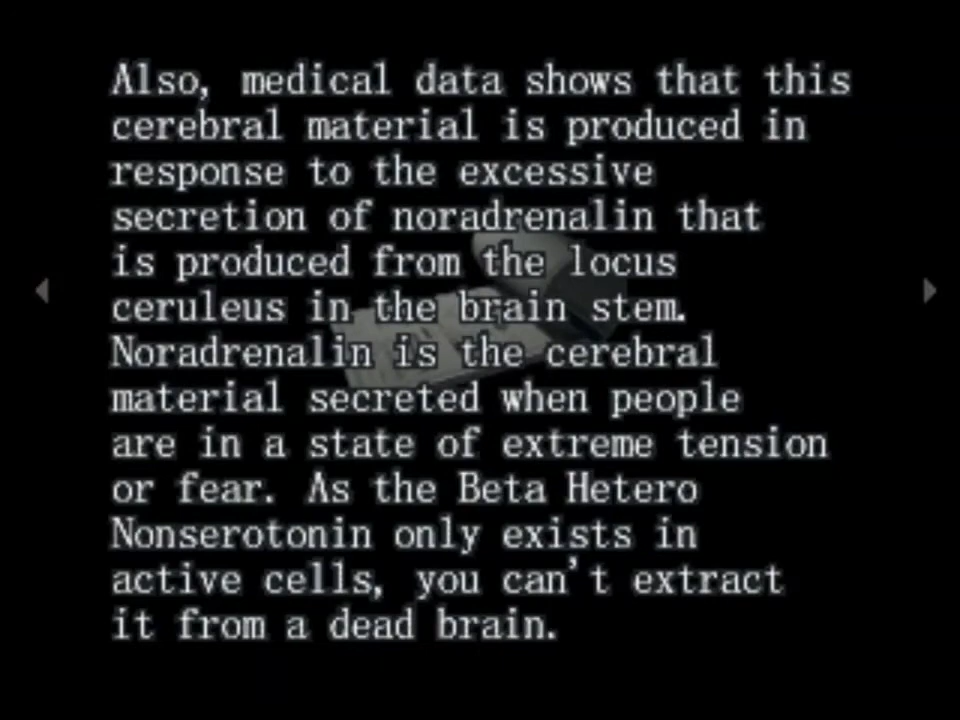 Also, medical data shows that this
cerebral material is produced in
response to the excessive
secretion of noradrenalin that
is produced from the locus
ceruleus in the brain stem.
Noradrenalin is the cerebral
material secreted when people
are in a state of extreme tension
or fear. As the Beta Hetero
Nonserotonin only exists in
active cells, you can't extract
it from a dead brain.